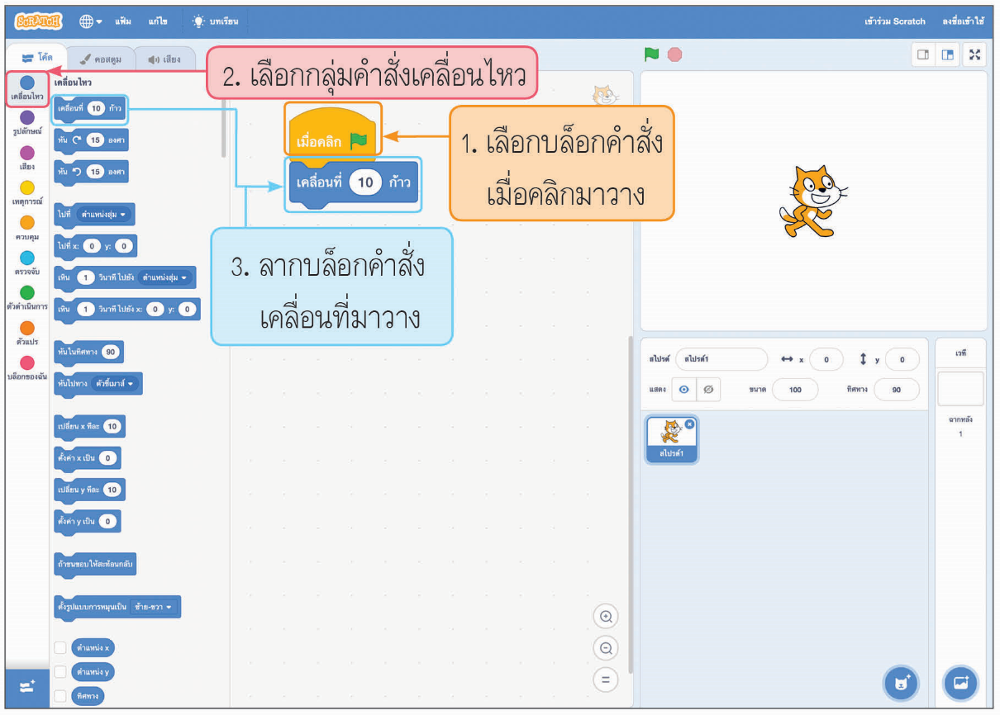 SCRATCH แฟ้ม แก้ไข บทเรียน เข้าร่วม Scratch ลงชื่อเข้าใช้
โค้ด คอสตูม เสียง
2. เลือกกลุ่มคำสั่งเคลื่อนไหว
เคลื่อนไหว
รูปลักษณ์
เสียง
เหตุการณ์
ควบคุม
ตรวจจับ
ตัวดำเนินการ
ตัวแปร
บล็อกของฉัน
เคลื่อนไหว
เคลื่อนที่ 10 ก้าว
หัน 15 องศา
หัน 15 องศา
ไปที่ ตำแหน่งสุ่ม
ไปที่ x: 0 y: 0
เหิน 1 วินาที ไปยัง ตำแหน่งสุ่ม
เหิน 1 วินาที ไปยัง x: 0 y: 0
หันในทิศทาง 90
หันไปทาง ตัวชี้เมาส์
เปลี่ยน x ทีละ 10
ตั้งค่า x เป็น 0
เปลี่ยน y ทีละ 10
ตั้งค่า y เป็น 0
ถ้าชนขอบ ให้สะท้อนกลับ
ตั้งรูปแบบการหมุนเป็น ซ้าย-ขวา
ตำแหน่ง x
ตำแหน่ง y
ทิศทาง
เมื่อคลิก
เคลื่อนที่ 10 ก้าว
1. เลือกบล็อกคำสั่ง
เมื่อคลิกมาวาง
3. ลากบล็อกคำสั่ง
เคลื่อนที่มาวาง
สไปรต์ สไปรต์1 x 0 y 0
แสดง ขนาด 100 ทิศทาง 90
สไปรต์1
เวที
ฉากหลัง
1